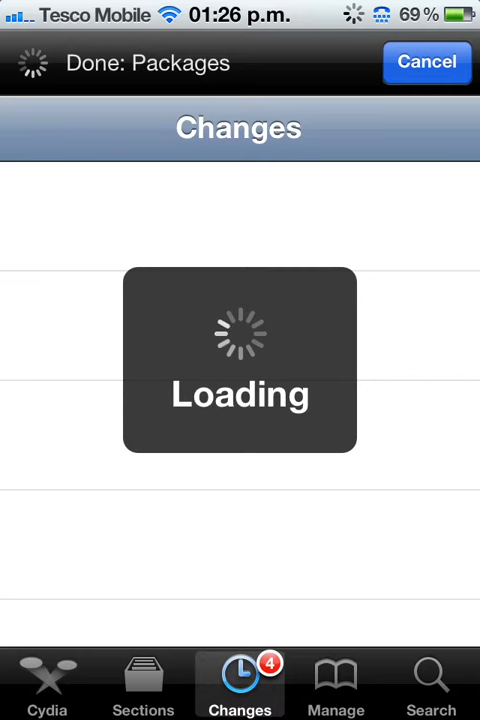 Tesco Mobile 01:26 p.m. 69%
Done: Packages Cancel
Changes
Loading
4
Cydia Sections Changes Manage Search